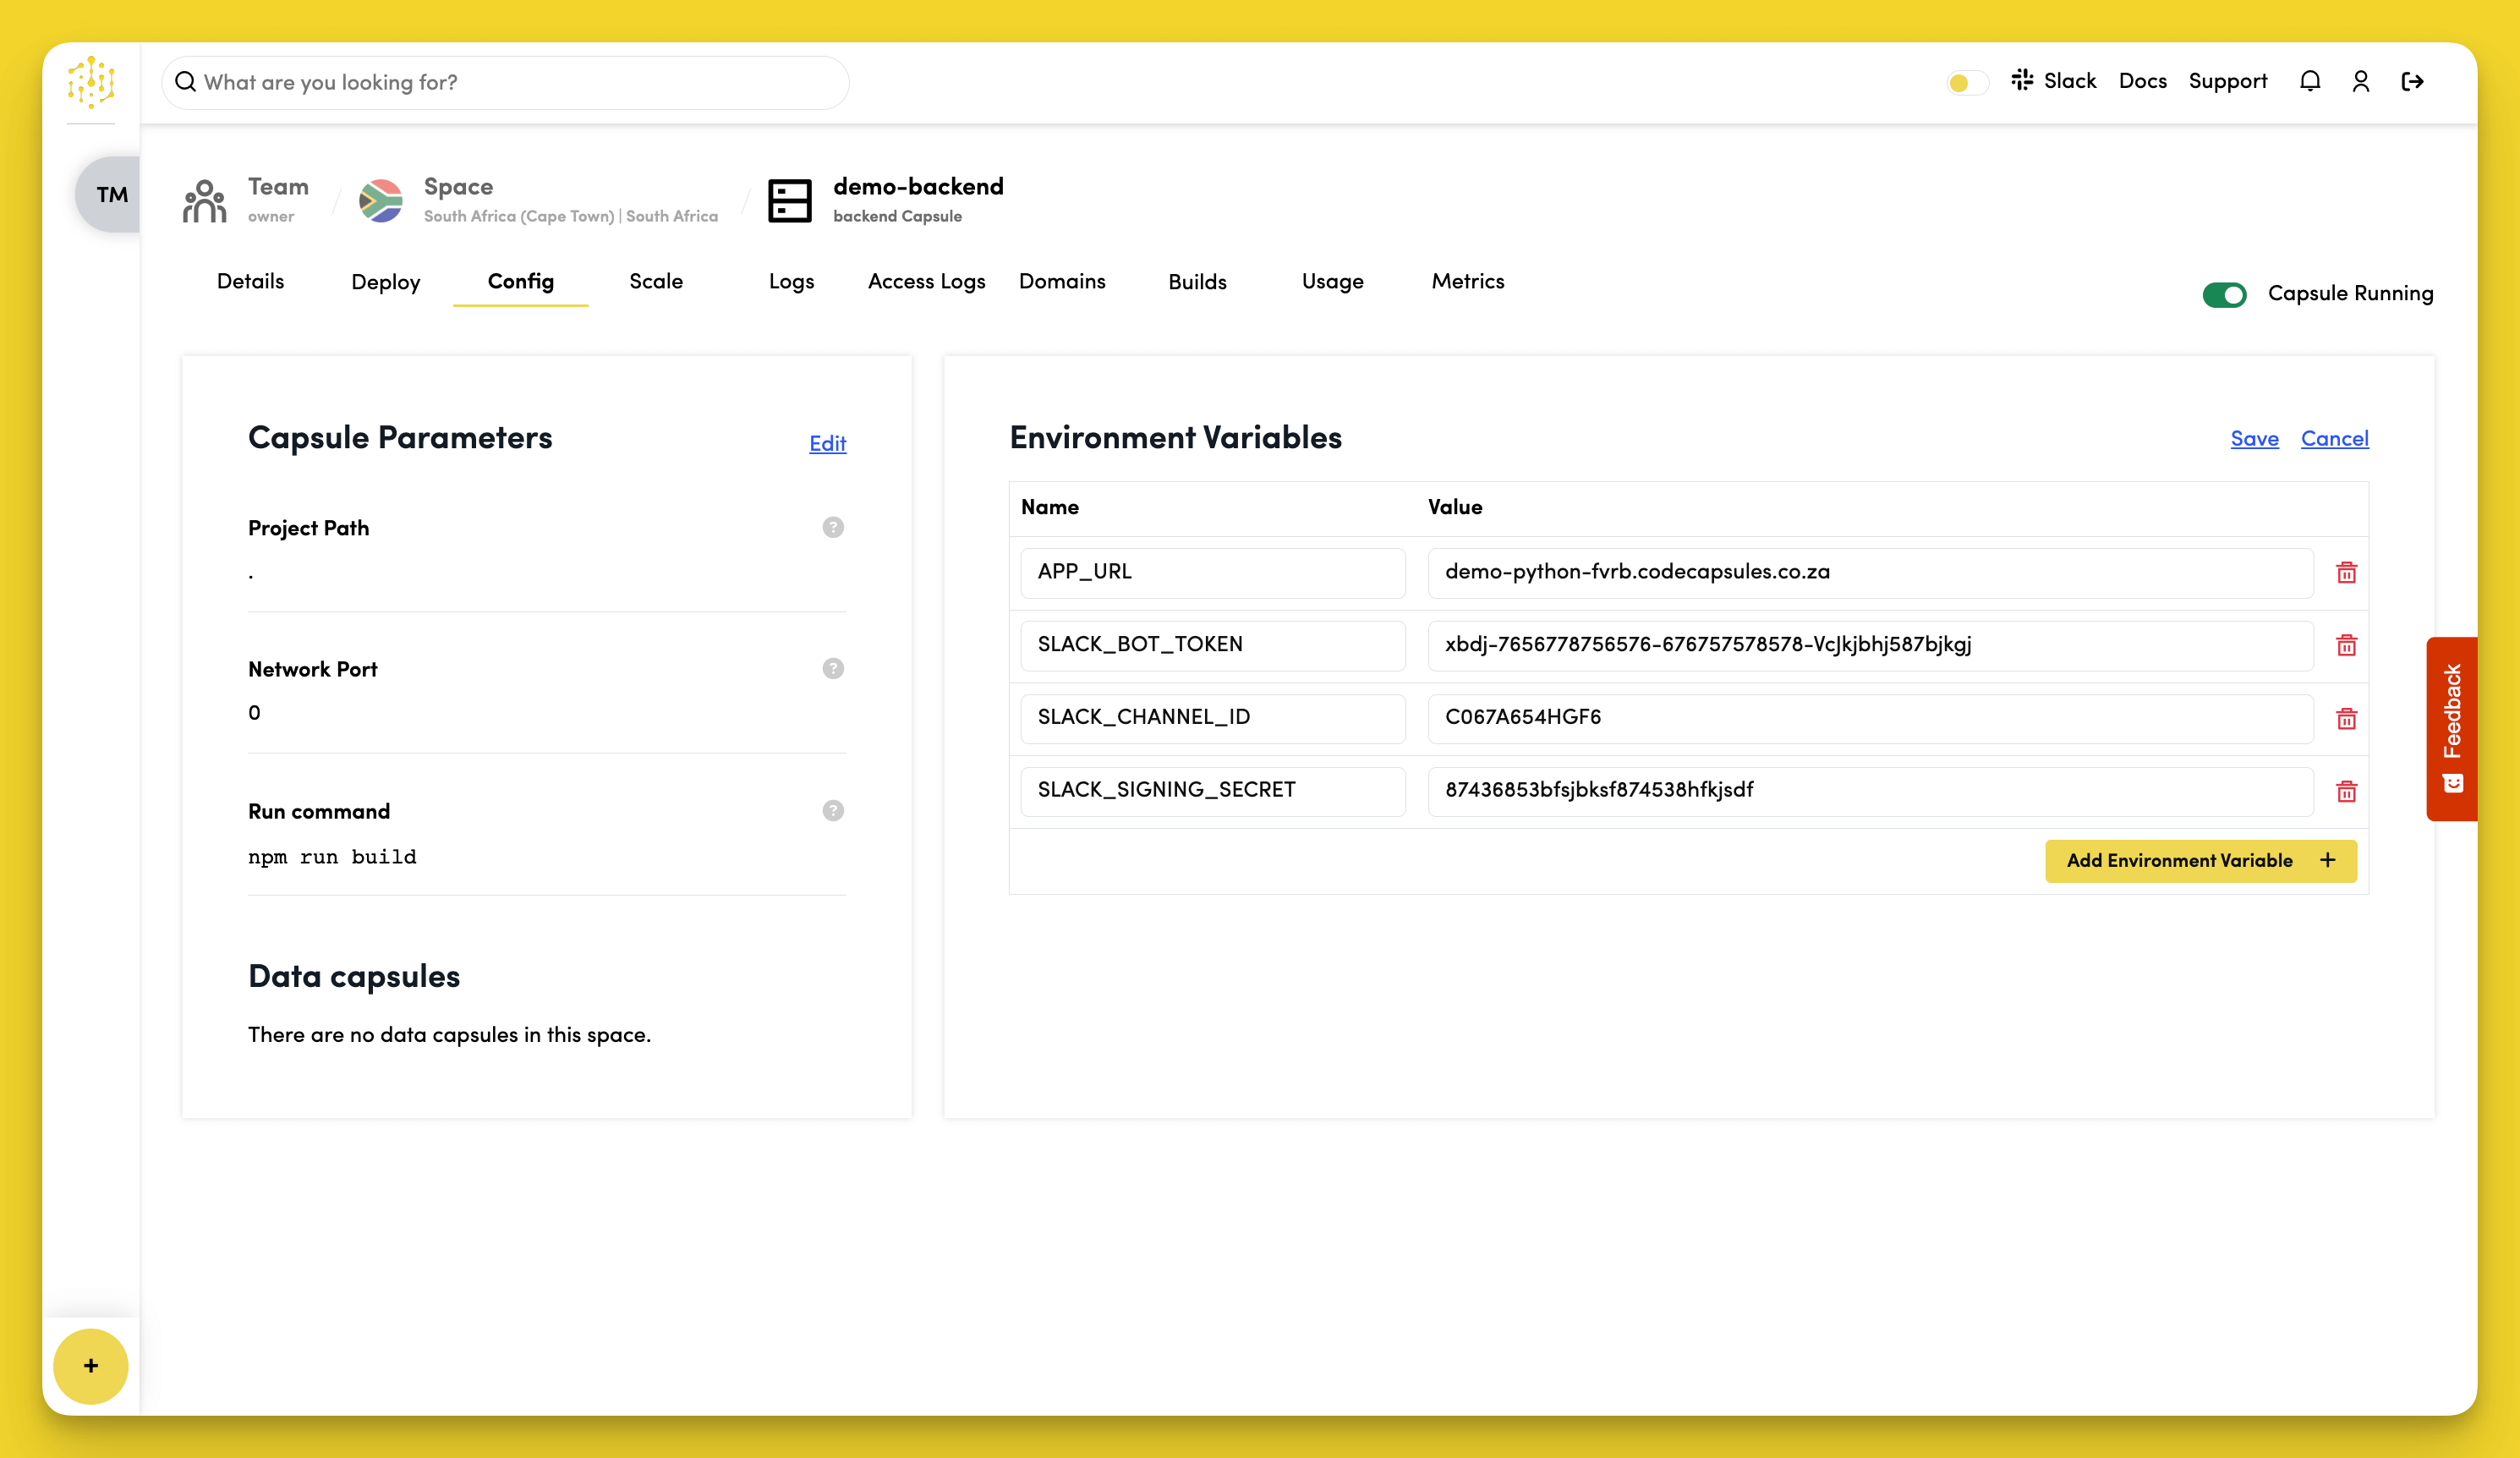 What are you looking for?
Slack Docs Support
TM
Team
owner
Space
South Africa (Cape Town) | South Africa
demo-backend
backend Capsule
Details Deploy Config Scale Logs Access Logs Domains Builds Usage Metrics
Capsule Running
Capsule Parameters
Edit
Project Path
?
.
Network Port
?
0
Run command
?
npm run build
Data capsules
There are no data capsules in this space.
Environment Variables
Save Cancel
Name Value
APP_URL demo-python-fvrb.codecapsules.co.za
SLACK_BOT_TOKEN xbdj-7656778756576-676757578578-VcJkjbhj587bjkgj
SLACK_CHANNEL_ID C067A654HGF6
SLACK_SIGNING_SECRET 87436853bfsjbksf874538hfkjsdf
Add Environment Variable +
Feedback
+